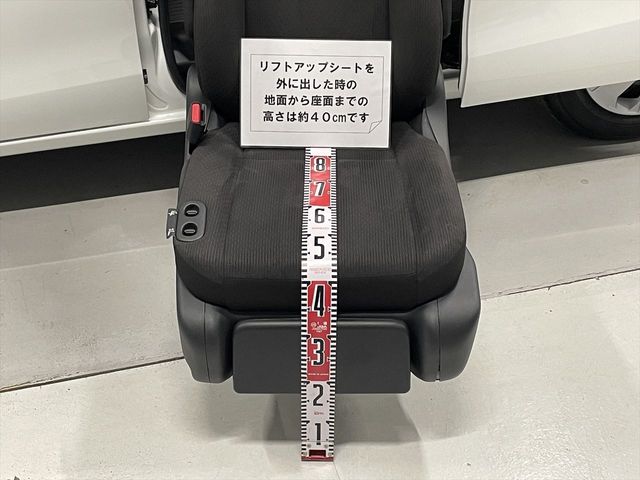 リフトアップシートを
外に出した時の
地面から座面までの
高さは約40cmです
8
7
6
5
4
3
2
1